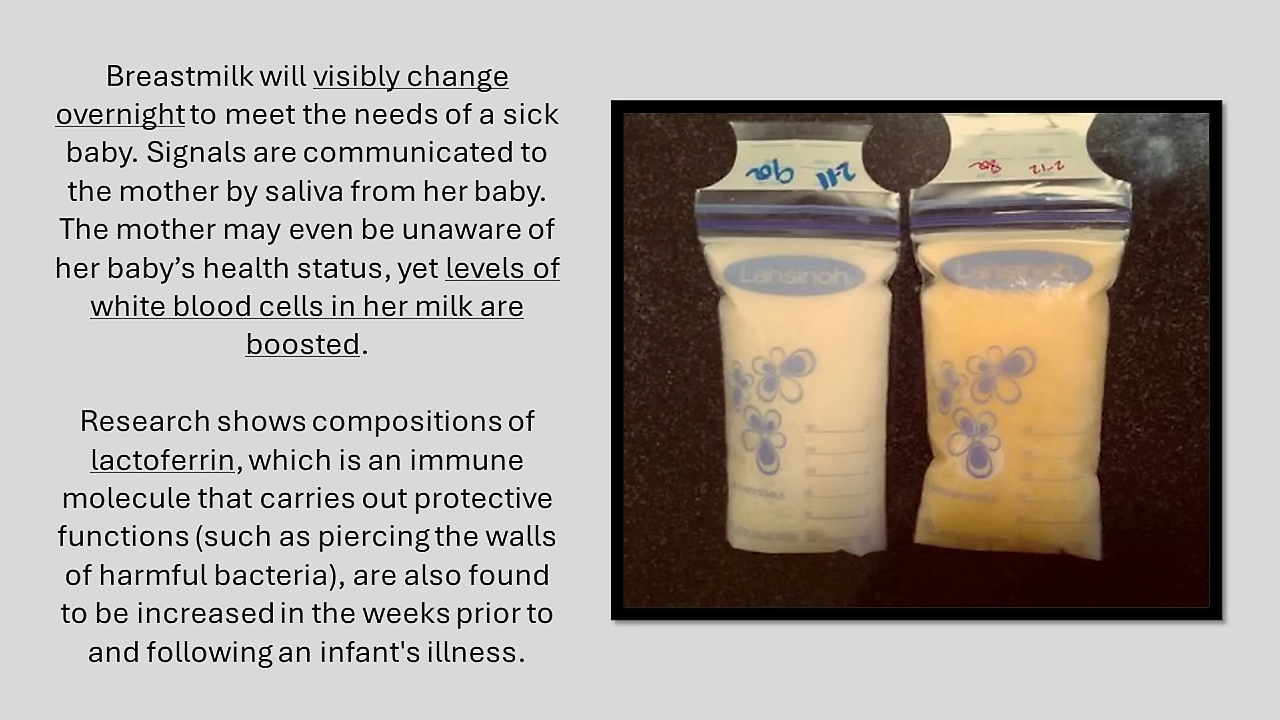 Breastmilk will visibly change
overnight to meet the needs of a sick
baby. Signals are communicated to
the mother by saliva from her baby.
The mother may even be unaware of
her baby’s health status, yet levels of
white blood cells in her milk are
boosted.
Research shows compositions of
lactoferrin, which is an immune
molecule that carries out protective
functions (such as piercing the walls
of harmful bacteria), are also found
to be increased in the weeks prior to
and following an infant's illness.
2-11 9oz
2-12 8oz
Lansinoh
Lansinoh